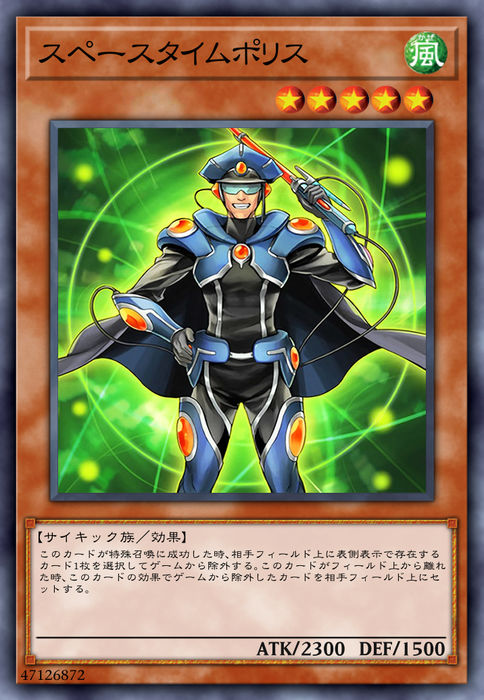 スペースタイムポリス
かぜ
風
【サイキック族／効果】
このカードが特殊召喚に成功した時、相手フィールド上に表側表示で存在する
カード1枚を選択してゲームから除外する。このカードがフィールド上から離れ
た時、このカードの効果でゲームから除外したカードを相手フィールド上にセ
ットする。
ATK/2300 DEF/1500
47126872